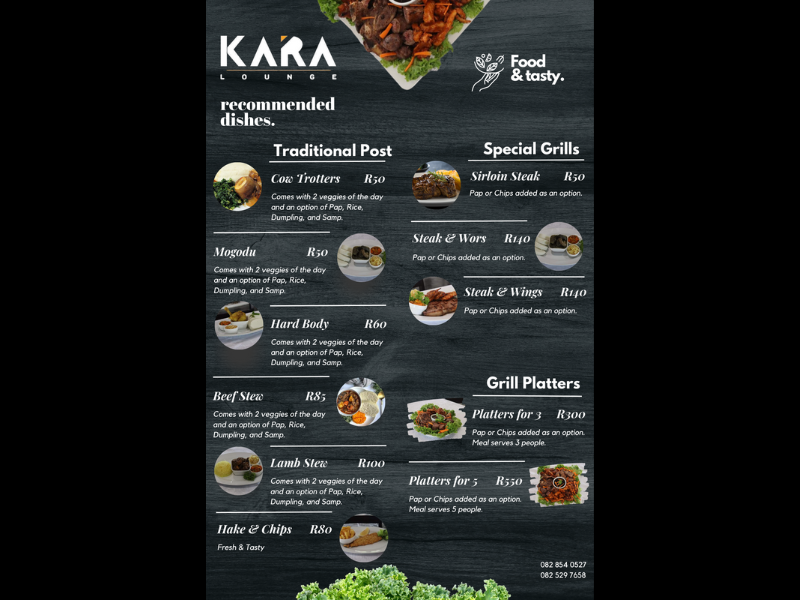 KARA
LOUNGE
Food
& tasty.
recommended
dishes.
Traditional Post
Cow Trotters R50
Comes with 2 veggies of the day
and an option of Pap, Rice,
Dumpling, and Samp.
Mogodu R50
Comes with 2 veggies of the day
and an option of Pap, Rice,
Dumpling, and Samp.
Hard Body R60
Comes with 2 veggies of the day
and an option of Pap, Rice,
Dumpling, and Samp.
Beef Stew R85
Comes with 2 veggies of the day
and an option of Pap, Rice,
Dumpling, and Samp.
Lamb Stew R100
Comes with 2 veggies of the day
and an option of Pap, Rice,
Dumpling, and Samp.
Hake & Chips R80
Fresh & Tasty
Special Grills
Sirloin Steak R50
Pap or Chips added as an option.
Steak & Wors R140
Pap or Chips added as an option.
Steak & Wings R140
Pap or Chips added as an option.
Grill Platters
Platters for 3 R300
Pap or Chips added as an option.
Meal serves 3 people.
Platters for 5 R550
Pap or Chips added as an option.
Meal serves 5 people.
082 854 0527
082 529 7658